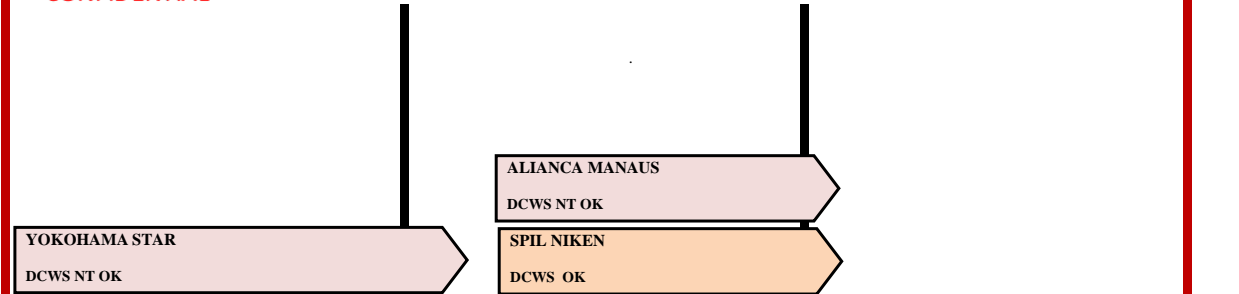 ALIANCA MANAUS
DCWS NT OK
YOKOHAMA STAR
DCWS NT OK
SPIL NIKEN
DCWS OK